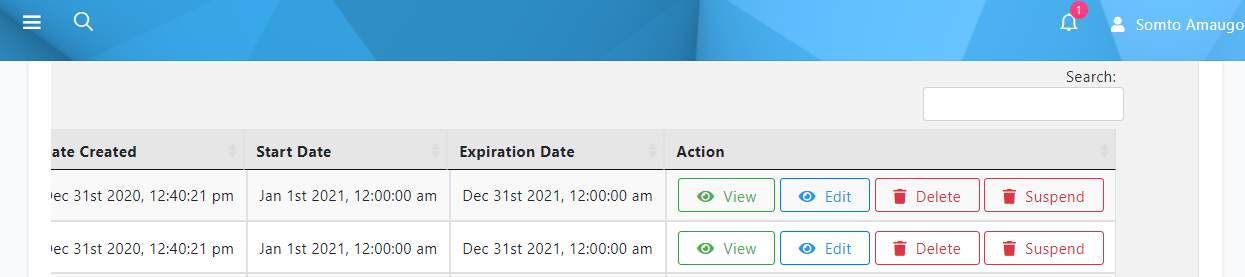 1
Somto Amaugo
Search:
ate Created Start Date Expiration Date Action
ec 31st 2020, 12:40:21 pm Jan 1st 2021, 12:00:00 am Dec 31st 2021, 12:00:00 am View Edit Delete Suspend
ec 31st 2020, 12:40:21 pm Jan 1st 2021, 12:00:00 am Dec 31st 2021, 12:00:00 am View Edit Delete Suspend